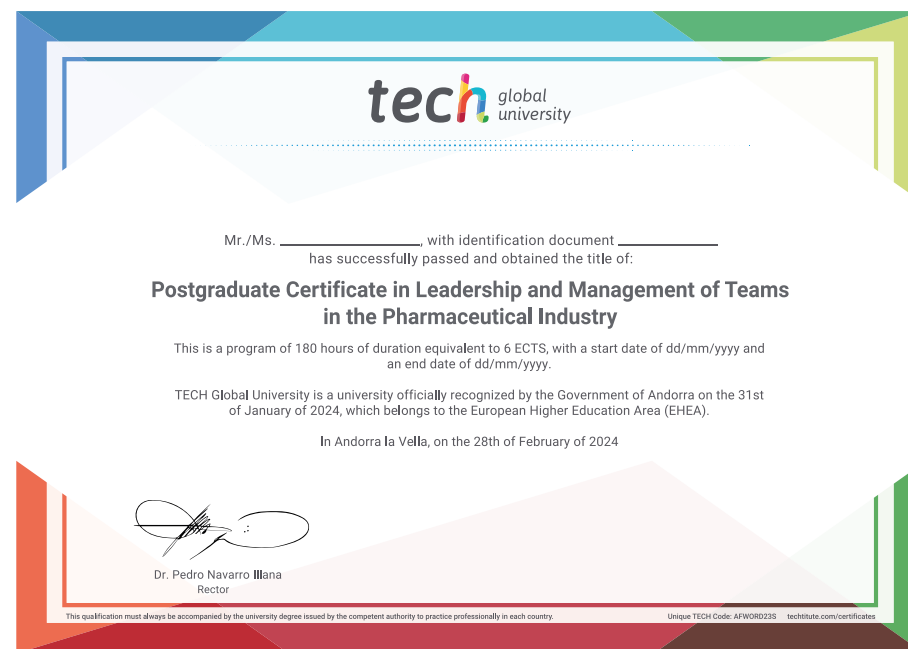 tech global university
Mr./Ms. ____________, with identification document ____________
has successfully passed and obtained the title of:
Postgraduate Certificate in Leadership and Management of Teams
in the Pharmaceutical Industry
This is a program of 180 hours of duration equivalent to 6 ECTS, with a start date of dd/mm/yyyy and
an end date of dd/mm/yyyy.
TECH Global University is a university officially recognized by the Government of Andorra on the 31st
of January of 2024, which belongs to the European Higher Education Area (EHEA).
In Andorra la Vella, on the 28th of February of 2024
Dr. Pedro Navarro Illana
Rector
This qualification must always be accompanied by the university degree issued by the competent authority to practice professionally in each country.
Unique TECH Code: AFWORD23S techtitute.com/certificates